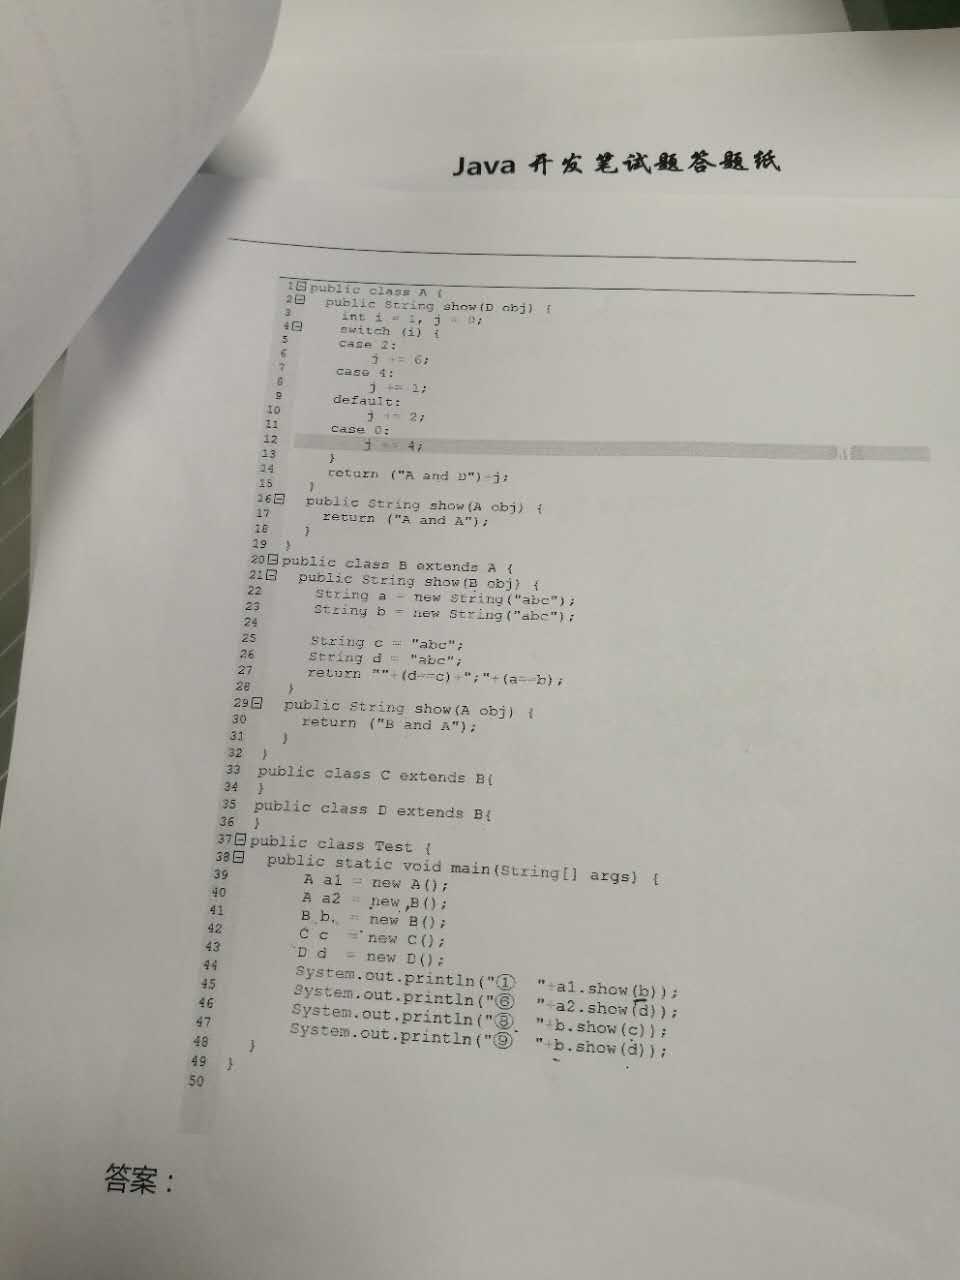 Java 开发笔试题答题纸
1 public class A {
2 public String show(D obj) {
3 int i = 1, j = 0;
4 switch (i) {
5 case 2:
6 j += 6;
7 case 4:
8 j += 1;
9 default:
10 j += 2;
11 case 0:
12 j += 4;
13 }
14 return ("A and D")+j;
15 }
16 public String show(A obj) {
17 return ("A and A");
18 }
19 }
20 public class B extends A {
21 public String show(B obj) {
22 String a = new String("abc");
23 String b = new String("abc");
24
25 String c = "abc";
26 String d = "abc";
27 return ""+(d==c)+";"+(a==b);
28 }
29 public String show(A obj) {
30 return ("B and A");
31 }
32 }
33 public class C extends B{
34 }
35 public class D extends B{
36 }
37 public class Test {
38 public static void main(String[] args) {
39 A a1 = new A();
40 A a2 = new B();
41 B b = new B();
42 C c = new C();
43 D d = new D();
44 System.out.println("① "+a1.show(b));
45 System.out.println("⑥ "+a2.show(d));
46 System.out.println("⑧ "+b.show(c));
47 System.out.println("⑨ "+b.show(d));
48 }
49 }
50
答案：